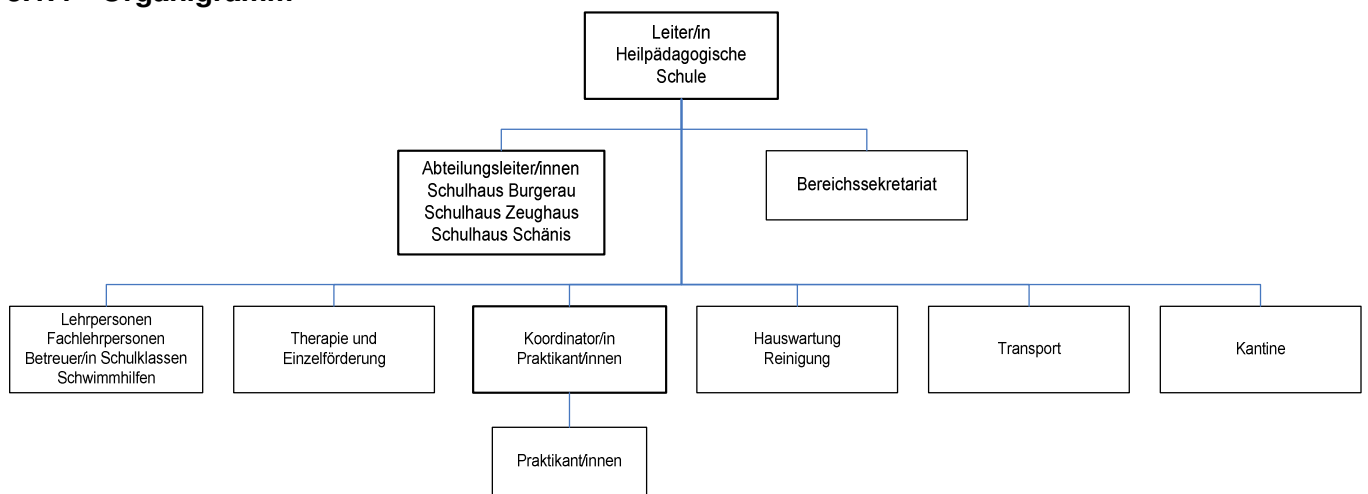 Leiter/in
Heilpädagogische
Schule
Abteilungsleiter/innen
Schulhaus Burgerau
Schulhaus Zeughaus
Schulhaus Schänis
Bereichssekretariat
Lehrpersonen
Fachlehrpersonen
Betreuer/in Schulklassen
Schwimmhilfen
Therapie und
Einzelförderung
Koordinator/in
Praktikant/innen
Hauswartung
Reinigung
Transport
Kantine
Praktikant/innen